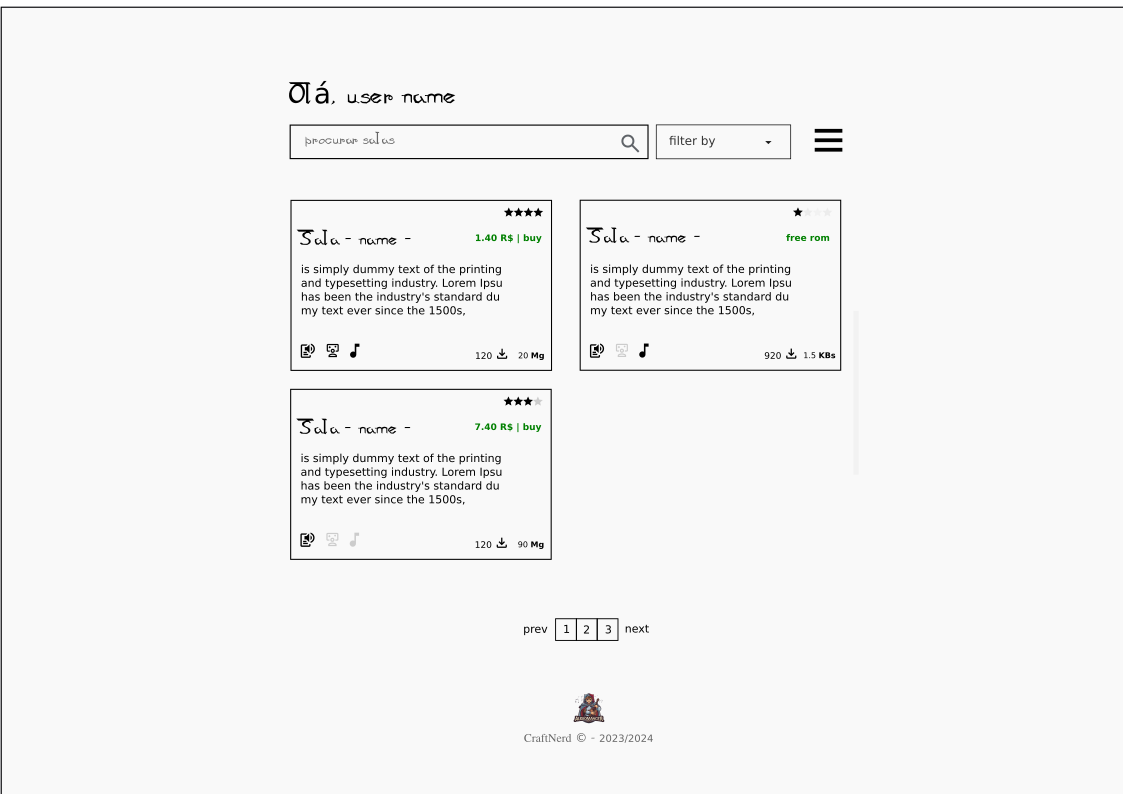 Olá, user name
procurar salas
filter by
Sala - name -
1.40 R$ | buy
is simply dummy text of the printing
and typesetting industry. Lorem Ipsu
has been the industry's standard du
my text ever since the 1500s,
120
20 Mg
Sala - name -
free rom
is simply dummy text of the printing
and typesetting industry. Lorem Ipsu
has been the industry's standard du
my text ever since the 1500s,
920
1.5 KBs
Sala - name -
7.40 R$ | buy
is simply dummy text of the printing
and typesetting industry. Lorem Ipsu
has been the industry's standard du
my text ever since the 1500s,
120
90 Mg
prev 1 2 3 next
CraftNerd © - 2023/2024